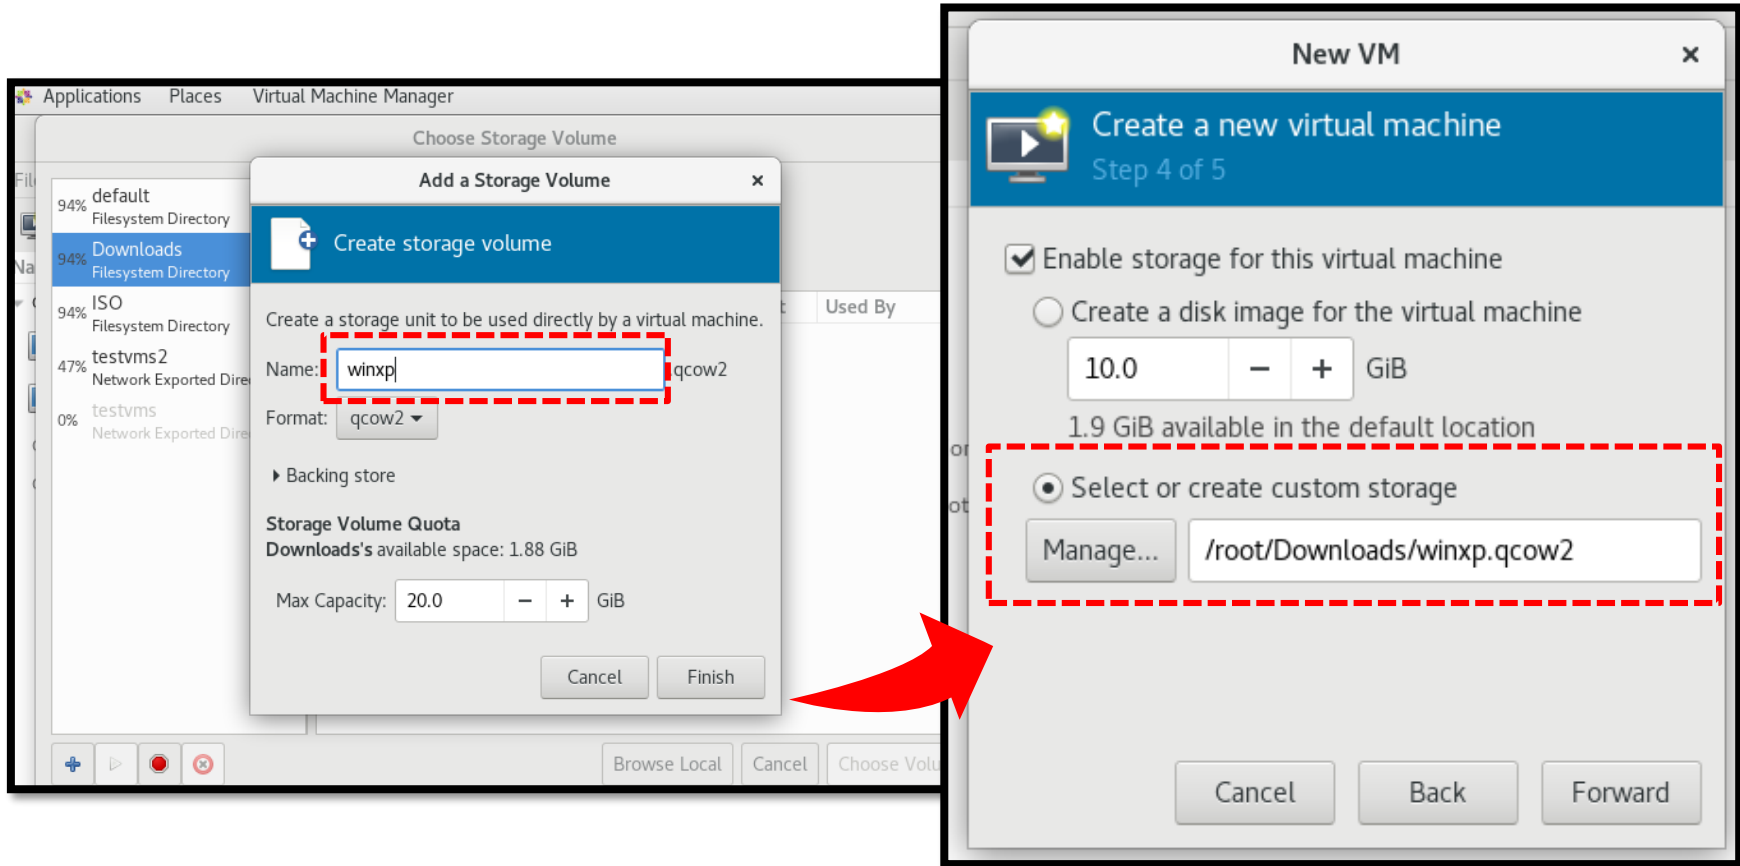 Applications Places Virtual Machine Manager
Choose Storage Volume
File
94% default
Filesystem Directory
94% Downloads
Filesystem Directory
94% ISO
Filesystem Directory
47% testvms2
Network Exported Dire
0% testvms
Network Exported Dire
Na
Used By
Add a Storage Volume
Create storage volume
Create a storage unit to be used directly by a virtual machine.
Name: winxp .qcow2
Format: qcow2
Backing store
Storage Volume Quota
Downloads's available space: 1.88 GiB
Max Capacity: 20.0 GiB
Cancel Finish
Browse Local Cancel Choose Volu
New VM
Create a new virtual machine
Step 4 of 5
Enable storage for this virtual machine
Create a disk image for the virtual machine
10.0 GiB
1.9 GiB available in the default location
Select or create custom storage
Manage... /root/Downloads/winxp.qcow2
Cancel Back Forward